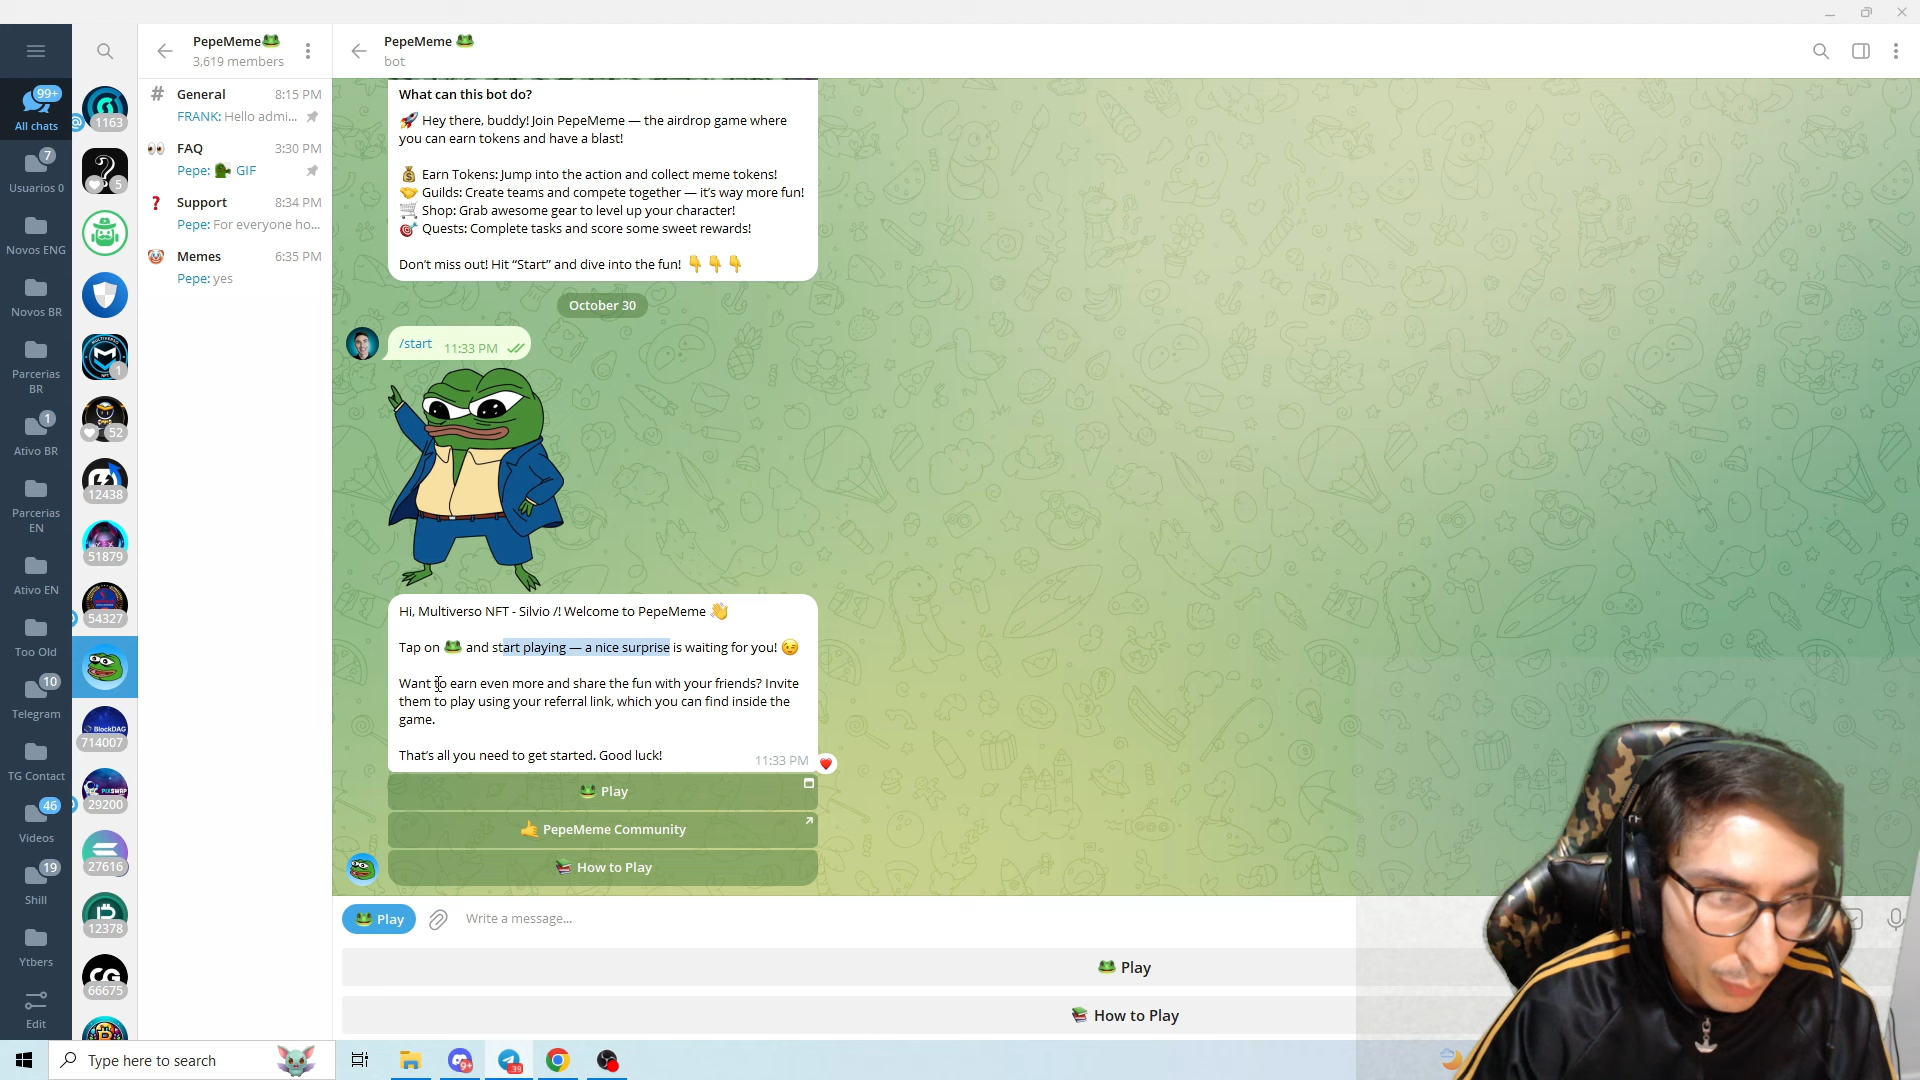 PepeMeme🐸
3,619 members
PepeMeme 🐸
bot
99+
All chats
7
Usuarios 0
Novos ENG
Novos BR
Parcerias
BR
1
Ativo BR
Parcerias
EN
Ativo EN
Too Old
10
Telegram
TG Contact
46
Videos
19
Shill
Ytbers
Edit
@
1163
5
MULTIVERSO
NFT
1
52
12438
51879
54327
BlockDAG
714007
PIXSWAP
29200
27616
12378
CG
66675
# General 8:15 PM
FRANK: Hello admi...
👀 FAQ 3:30 PM
Pepe: GIF
❓ Support 8:34 PM
Pepe: For everyone ho...
🤡 Memes 6:35 PM
Pepe: yes
What can this bot do?
🚀 Hey there, buddy! Join PepeMeme — the airdrop game where
you can earn tokens and have a blast!
💰 Earn Tokens: Jump into the action and collect meme tokens!
🤝 Guilds: Create teams and compete together — it's way more fun!
🛒 Shop: Grab awesome gear to level up your character!
🎯 Quests: Complete tasks and score some sweet rewards!
Don't miss out! Hit “Start” and dive into the fun! 👇 👇 👇
October 30
/start 11:33 PM
Hi, Multiverso NFT - Silvio /! Welcome to PepeMeme 👋
Tap on 🐸 and start playing — a nice surprise is waiting for you! 😉
Want to earn even more and share the fun with your friends? Invite
them to play using your referral link, which you can find inside the
game.
That's all you need to get started. Good luck!
11:33 PM
🐸 Play
🤙 PepeMeme Community
📚 How to Play
🐸 Play
Write a message...
🐸 Play
📚 How to Play
Type here to search
9+
39